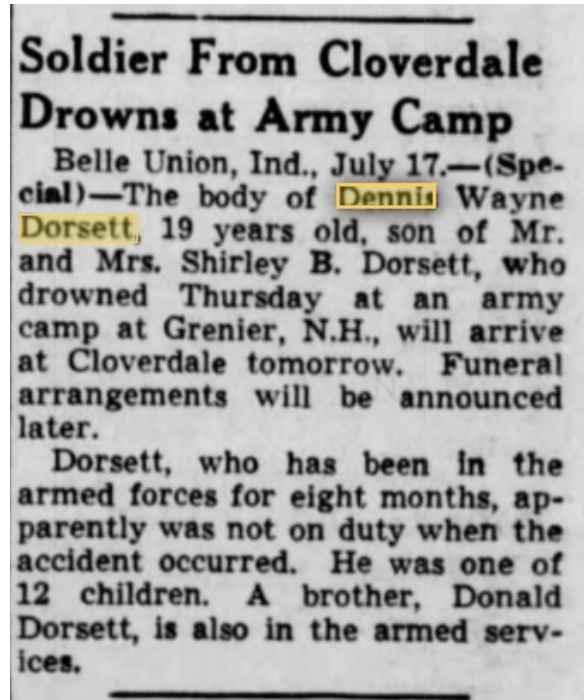 Soldier From Cloverdale
Drowns at Army Camp
Belle Union, Ind., July 17.—(Spe-
cial)—The body of Dennis Wayne
Dorsett, 19 years old, son of Mr.
and Mrs. Shirley B. Dorsett, who
drowned Thursday at an army
camp at Grenier, N.H., will arrive
at Cloverdale tomorrow. Funeral
arrangements will be announced
later.
Dorsett, who has been in the
armed forces for eight months, ap-
parently was not on duty when the
accident occurred. He was one of
12 children. A brother, Donald
Dorsett, is also in the armed serv-
ices.